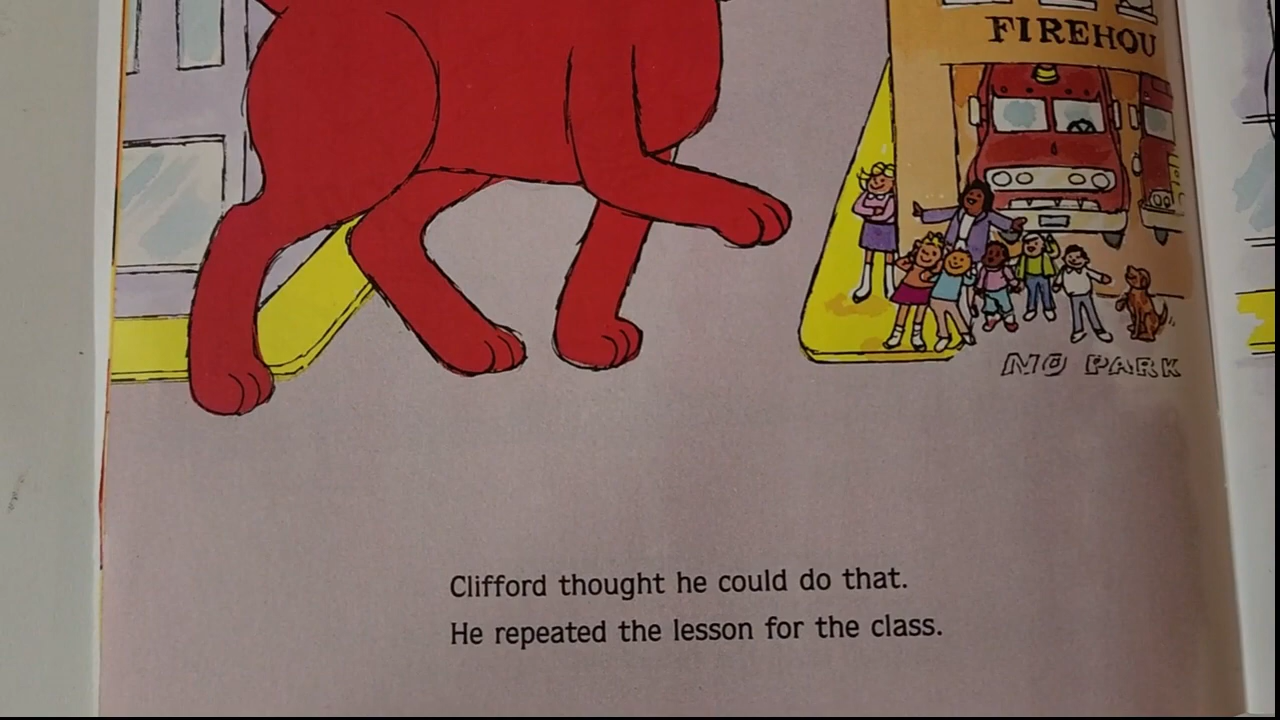 FIREHOU
NO PARK
Clifford thought he could do that.
He repeated the lesson for the class.